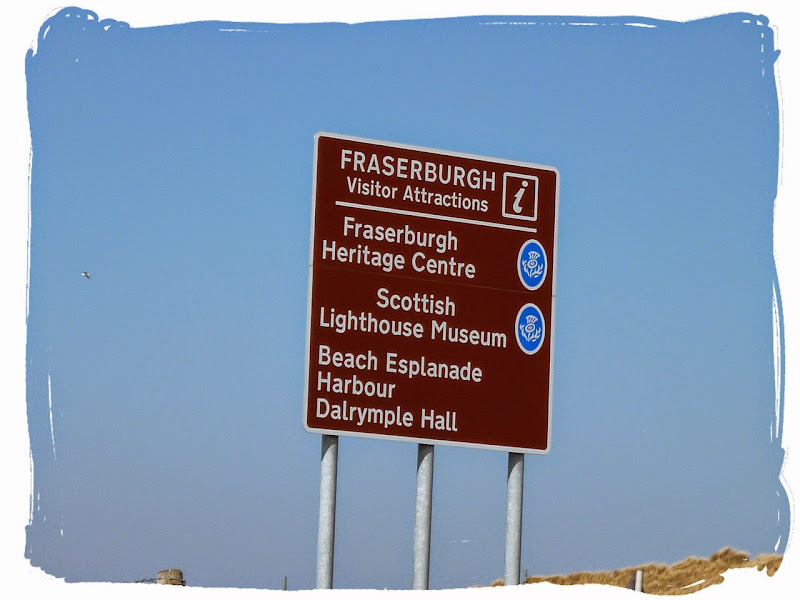 FRASERBURGH
Visitor Attractions
i
Fraserburgh
Heritage Centre
Scottish
Lighthouse Museum
Beach Esplanade
Harbour
Dalrymple Hall